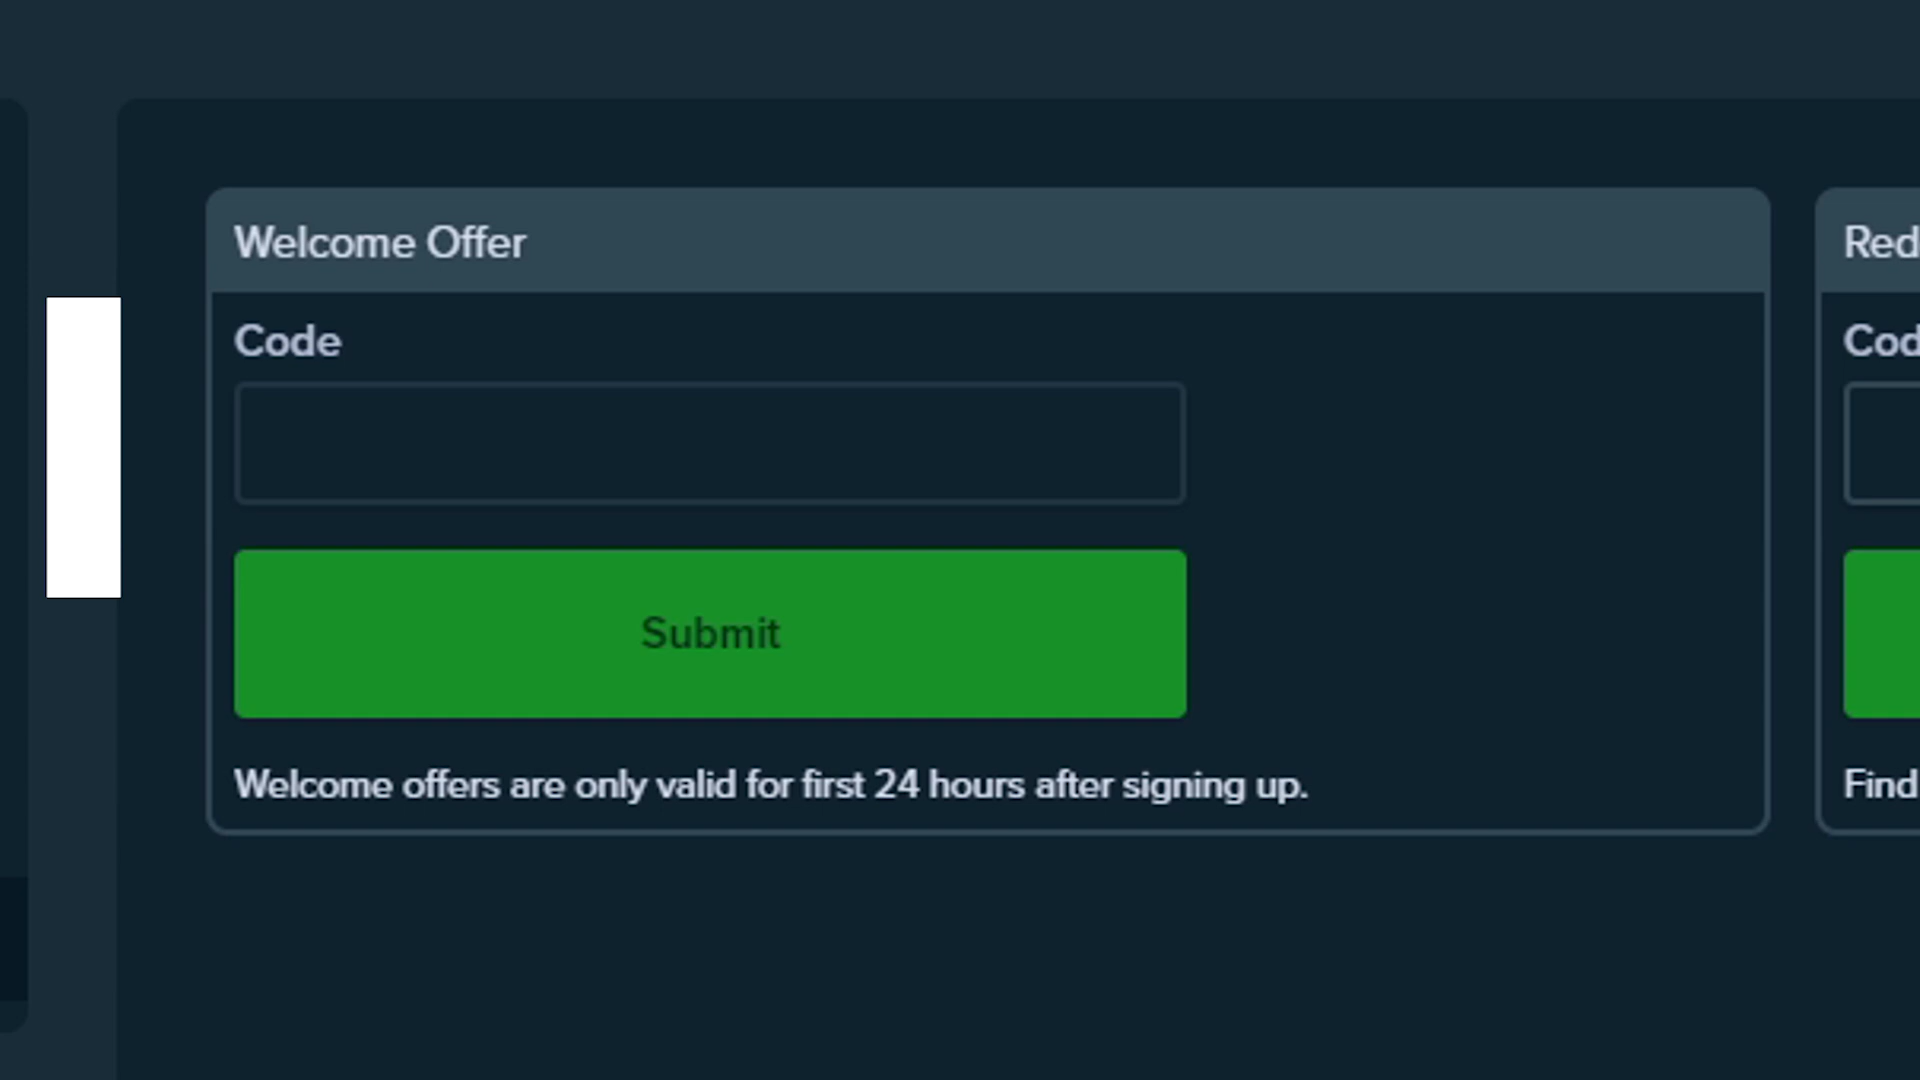 Welcome Offer
Code
Submit
Welcome offers are only valid for first 24 hours after signing up.
Red
Cod
Find